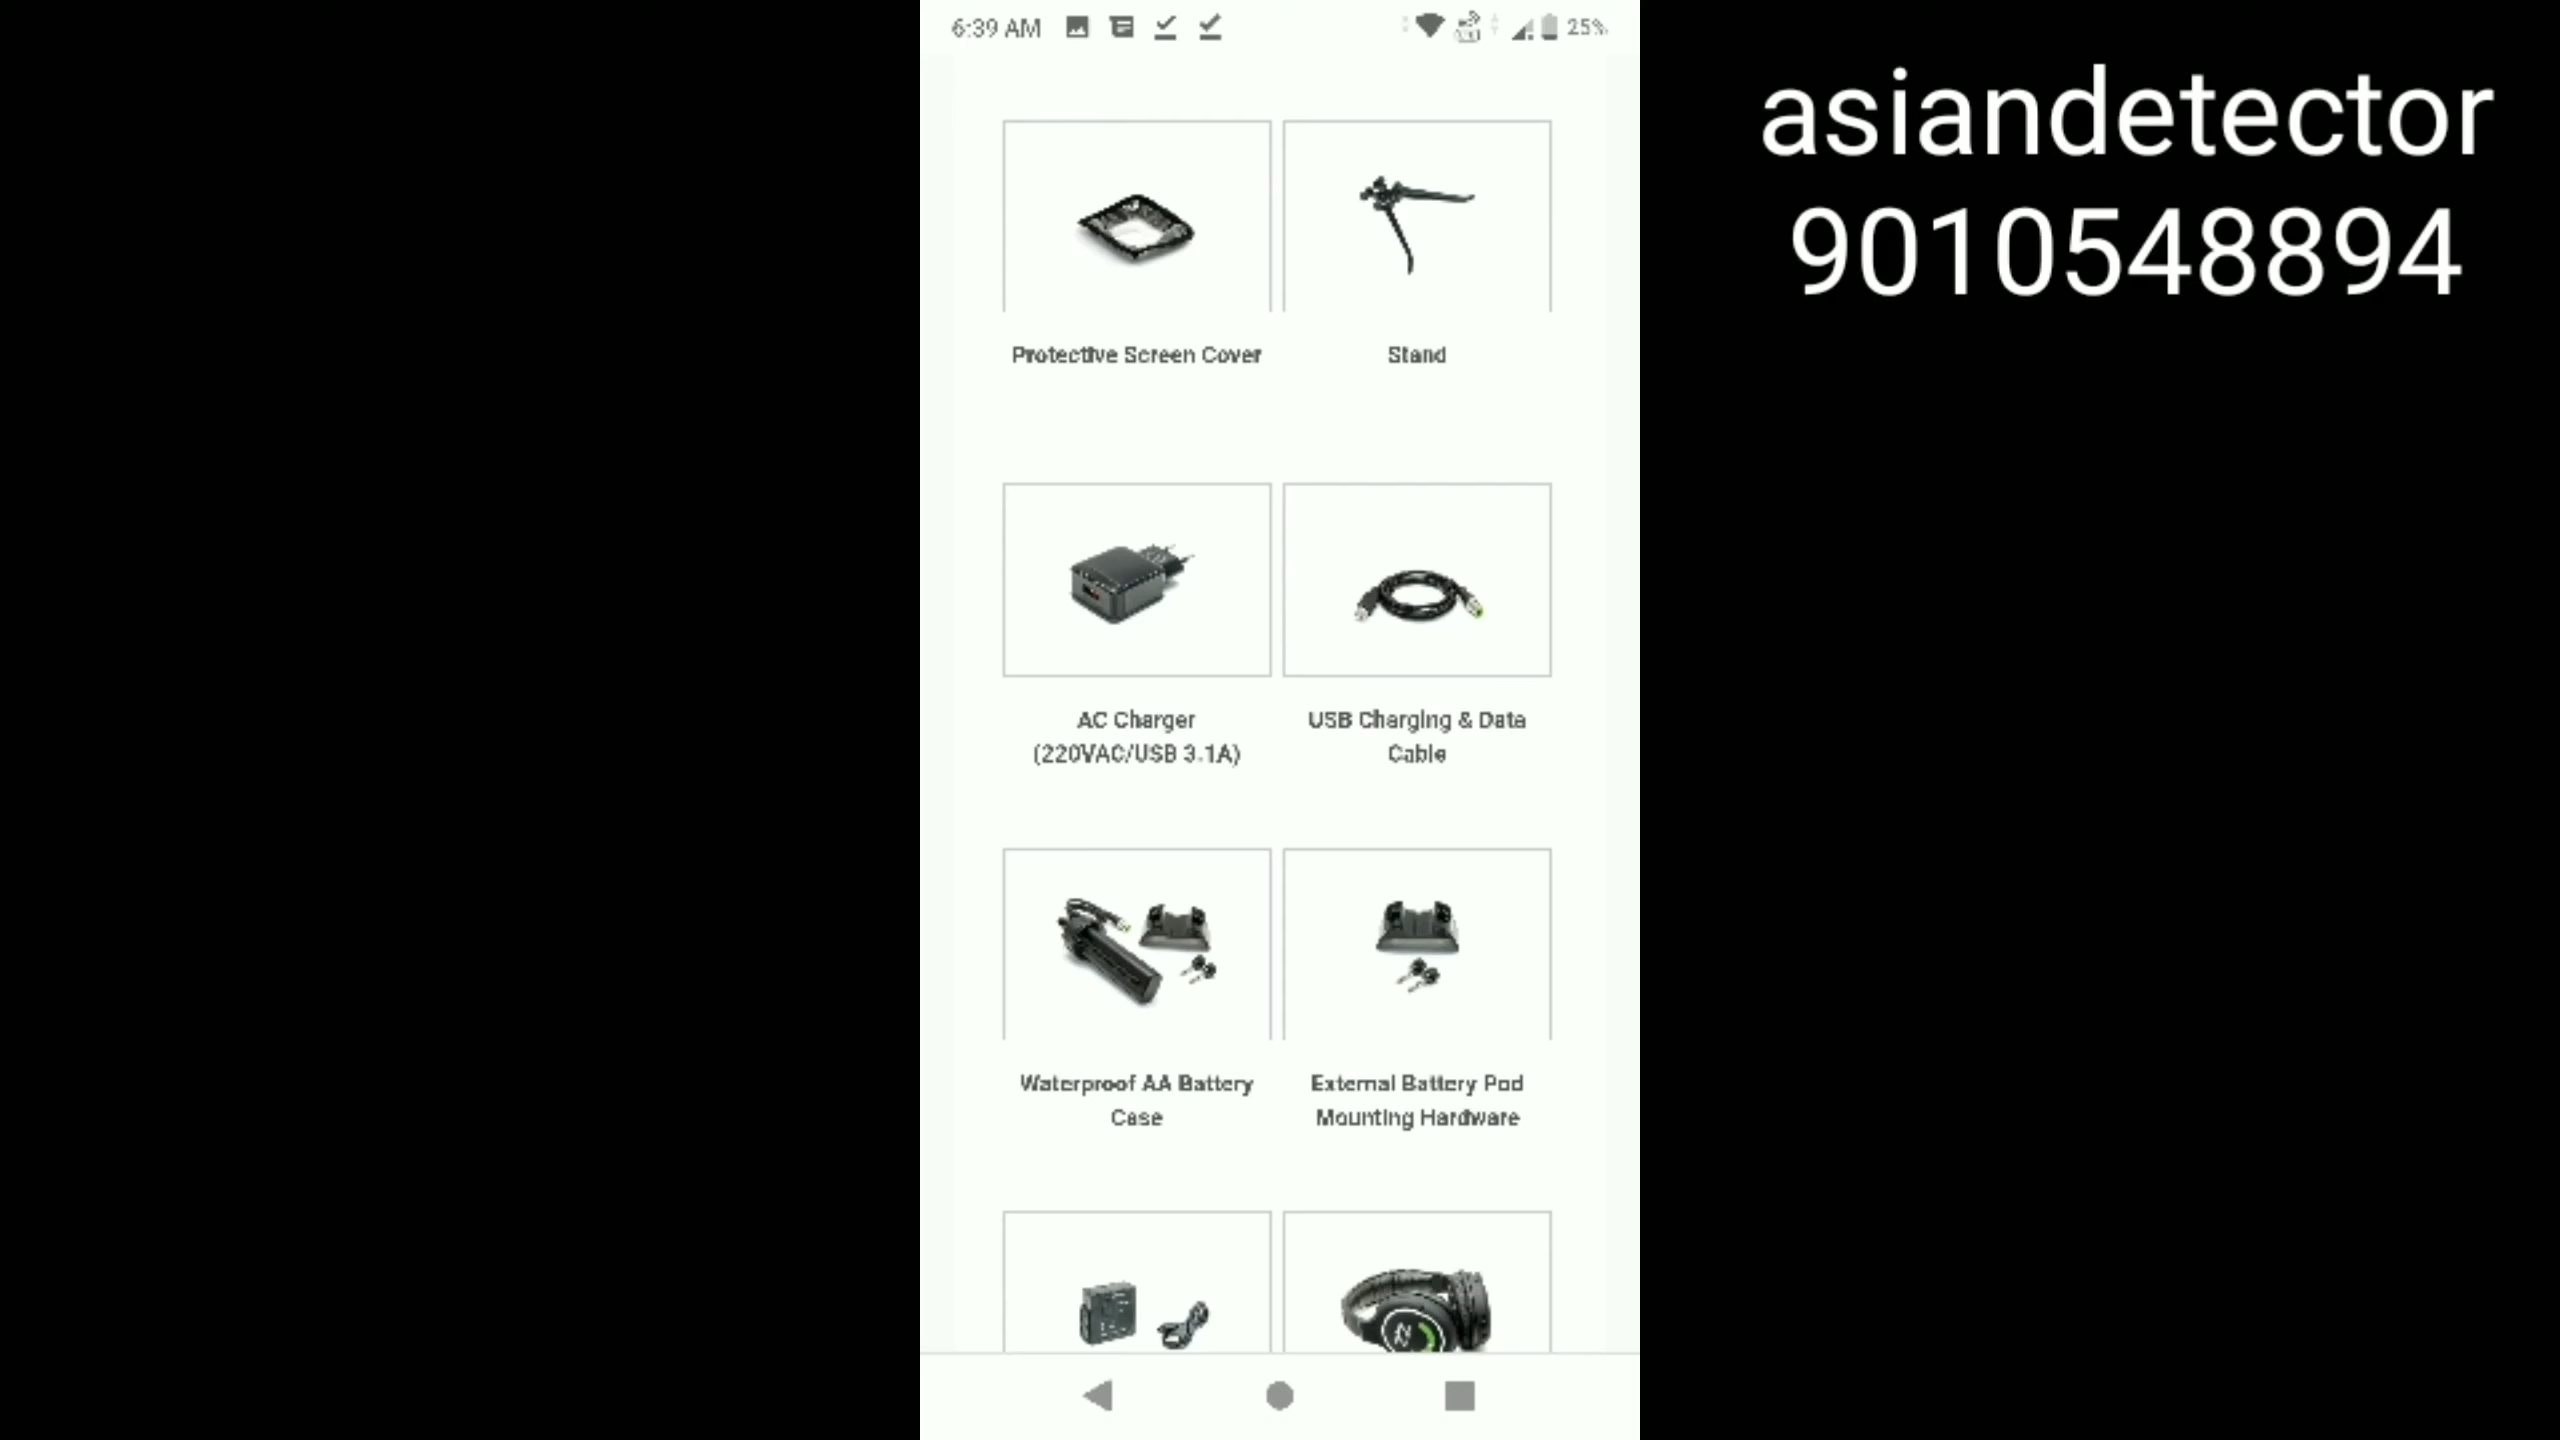 6:39 AM
25%
asiandetector
9010548894
Protective Screen Cover
Stand
AC Charger
(220VAC/USB 3.1A)
USB Charging & Data
Cable
Waterproof AA Battery
Case
External Battery Pod
Mounting Hardware